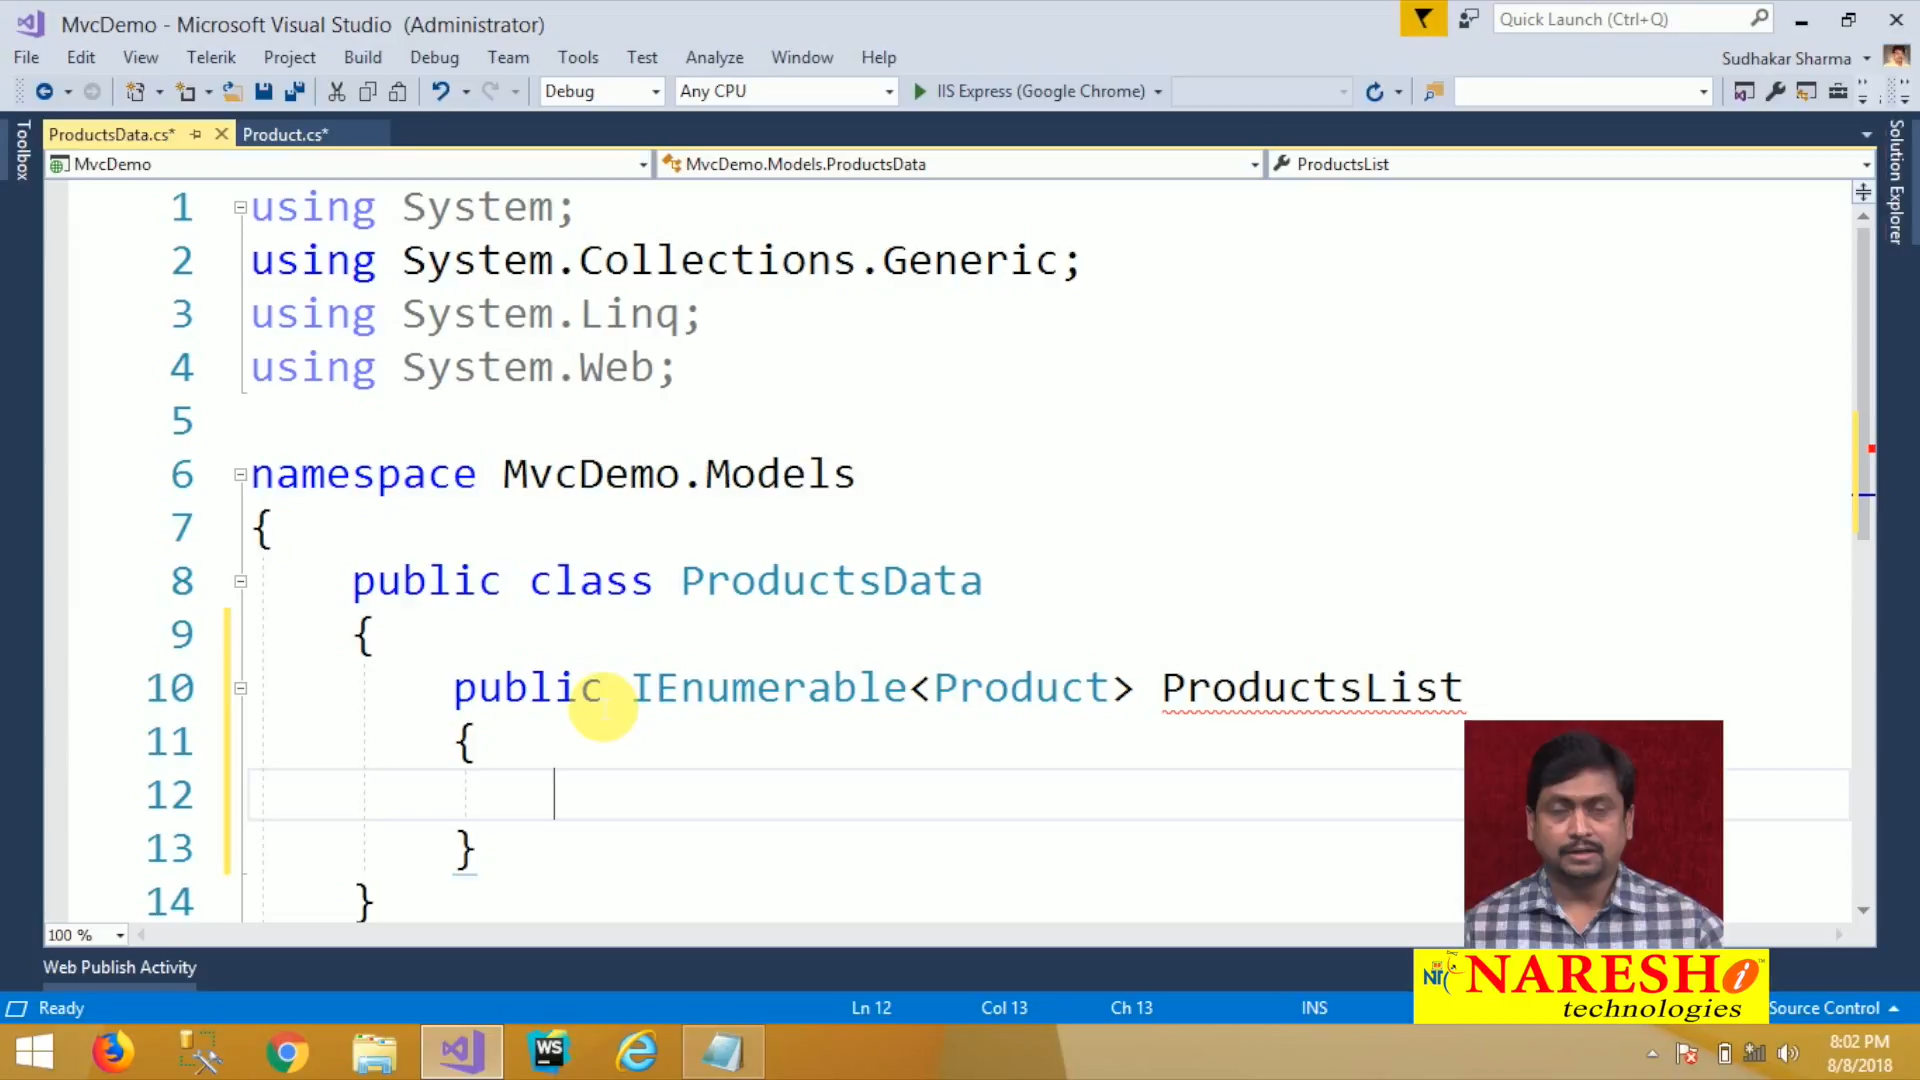 MvcDemo - Microsoft Visual Studio (Administrator)
Quick Launch (Ctrl+Q)
File Edit View Telerik Project Build Debug Team Tools Test Analyze Window Help
Sudhakar Sharma
Debug Any CPU IIS Express (Google Chrome)
Toolbox
ProductsData.cs* Product.cs*
Solution Explorer
MvcDemo MvcDemo.Models.ProductsData ProductsList
1 using System;
2 using System.Collections.Generic;
3 using System.Linq;
4 using System.Web;
5
6 namespace MvcDemo.Models
7 {
8 public class ProductsData
9 {
10 public IEnumerable<Product> ProductsList
11 {
12
13 }
14 }
100 %
Web Publish Activity
NARESH i
technologies
Ready Ln 12 Col 13 Ch 13 INS Source Control
WS
8:02 PM
8/8/2018